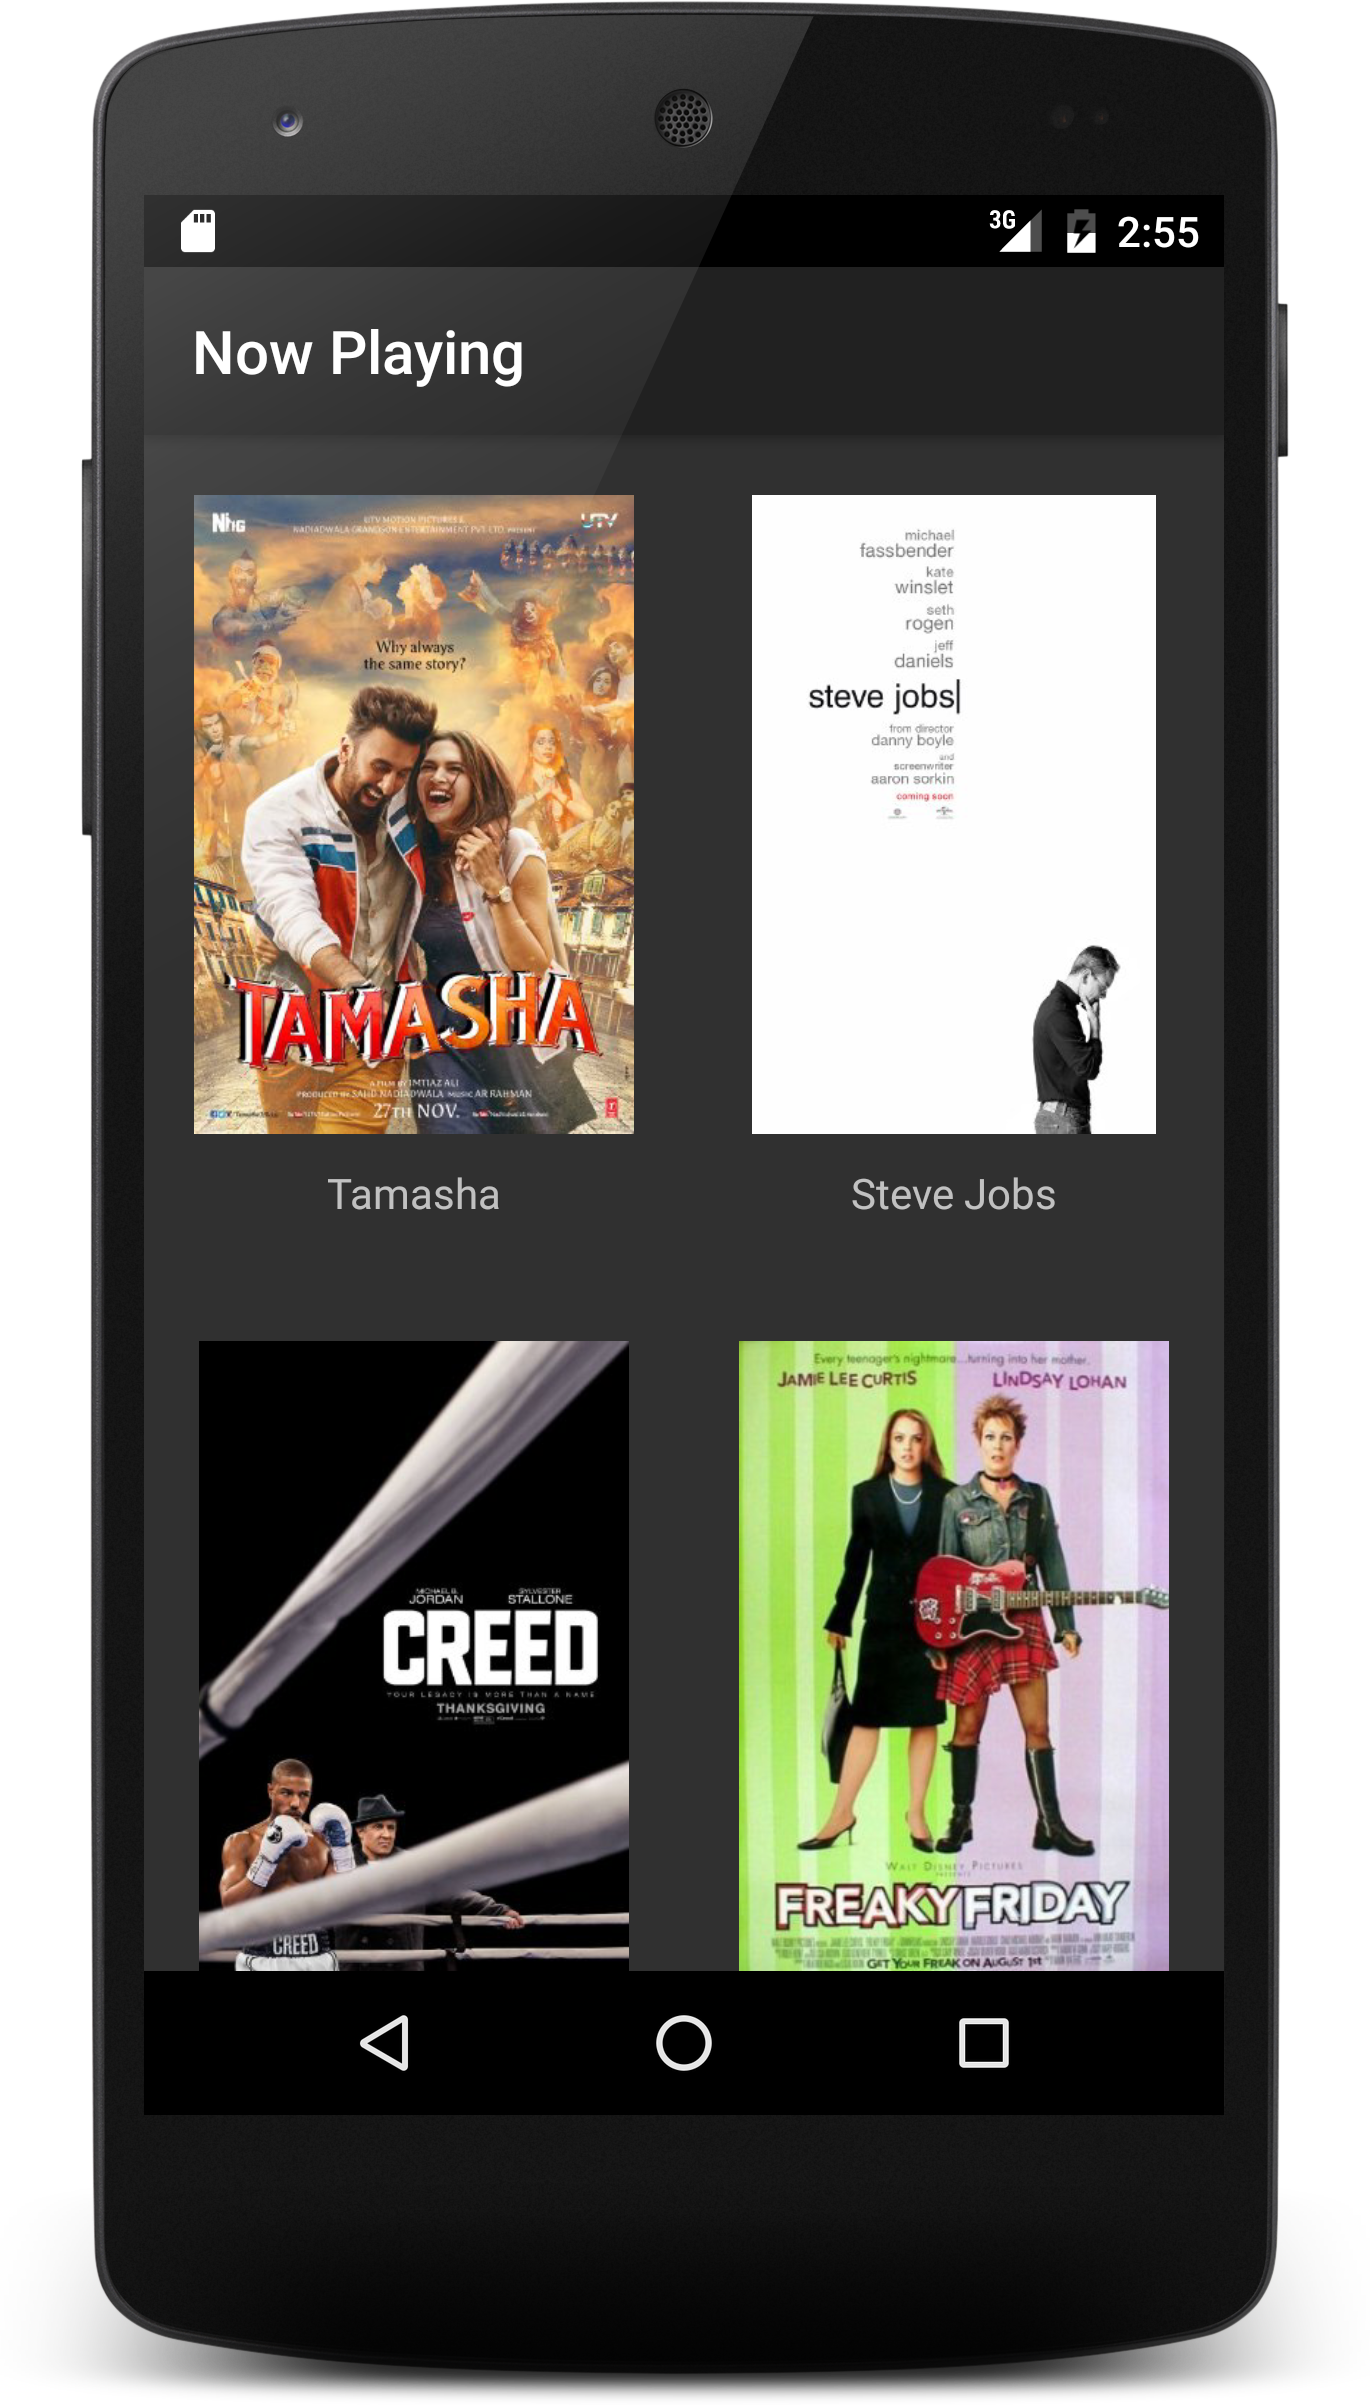 3G
2:55
Now Playing
NhG
UTV MOTION PICTURES &
NADIADWALA GRANDSON ENTERTAINMENT PVT. LTD. PRESENT
UTV
Why always
the same story?
TAMASHA
A FILM BY IMTIAZ ALI
PRODUCED BY SAJID NADIADWALA MUSIC AR RAHMAN
27TH NOV.
Tamasha
michael
fassbender
kate
winslet
seth
rogen
jeff
daniels
steve jobs|
from director
danny boyle
and
screenwriter
aaron sorkin
coming soon
Steve Jobs
MICHAEL B. SYLVESTER
JORDAN STALLONE
CREED
YOUR LEGACY IS MORE THAN A NAME
THANKSGIVING
CREED
Every teenager's nightmare...turning into her mother.
JAMIE LEE CURTIS LINDSAY LOHAN
WALT DISNEY PICTURES
PRESENTS
FREAKY FRIDAY
GET YOUR FREAK ON AUGUST 1st